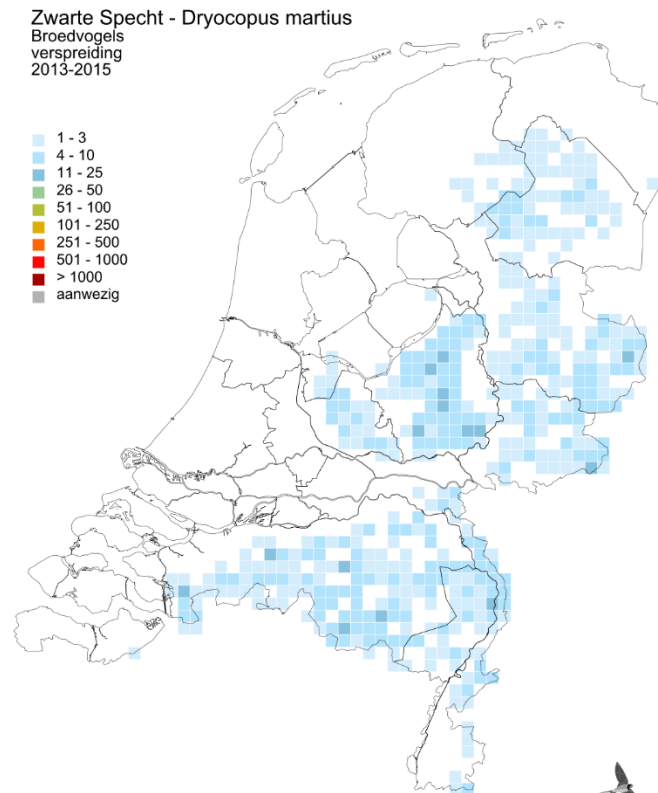 Zwarte Specht - Dryocopus martius
Broedvogels
verspreiding
2013-2015
1 - 3
4 - 10
11 - 25
26 - 50
51 - 100
101 - 250
251 - 500
501 - 1000
> 1000
aanwezig